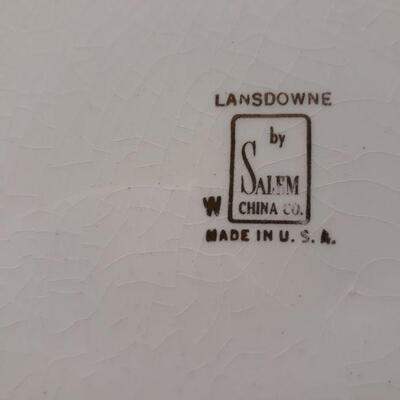 LANSDOWNE
by
SALEM
W CHINA CO.
MADE IN U. S. A.